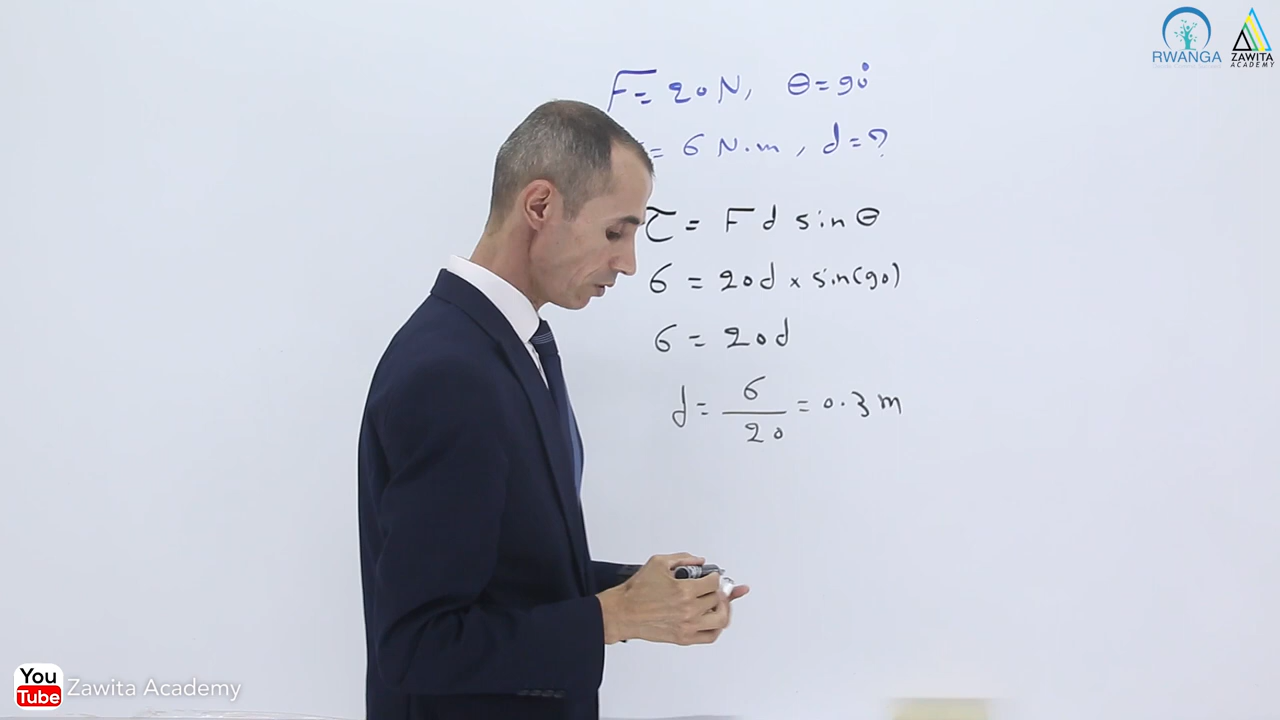 RWANGA
ZAWITA
ACADEMY
F = 20 N, θ = 90°
= 6 N.m, d = ?
τ = F d sin θ
6 = 20d × sin(90)
6 = 20d
d = 6/20 = 0.3 m
You
Tube
Zawita Academy